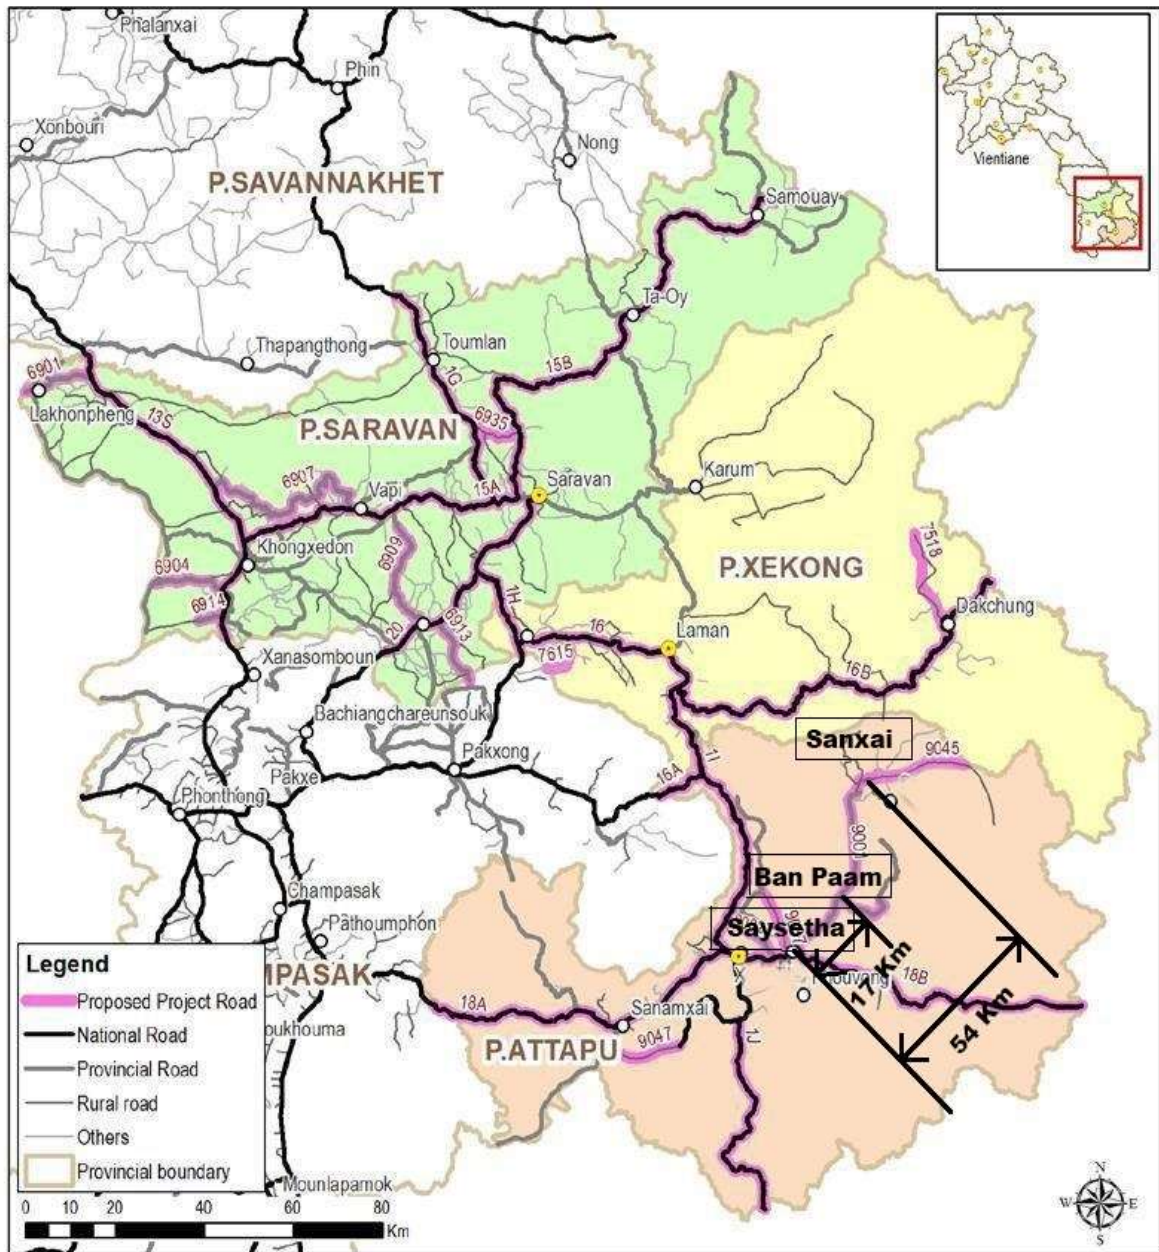 Phalanxai
Phin
Xonbouri
Nong
Vientiane
P.SAVANNAKHET
Samouay
Ta-Oy
Thapangthong
Toumlan
6901
1G
15B
Lakhonpheng
13S
P.SARAVAN
6935
6907
Karum
Vapi
15A
Saravan
7518
Khongxedon
6909
P.XEKONG
6904
6914
1H
Dakchung
20
6913
16
Laman
Xanasomboun
7615
16B
Bachiangchareunsouk
Sanxai
9045
Pakxong
1I
Pakxe
16A
Phonthong
9001
Ban Paam
Champasak
Saysetha
Pathoumphon
17 Km
18B
MPASAK
54 Km
18A
Sanamxai
P.ATTAPU
9047
1J
oukhouma
Mounlapamok
Legend
Proposed Project Road
National Road
Provincial Road
Rural road
Others
Provincial boundary
0 10 20 40 60 80
Km
N
W E
S